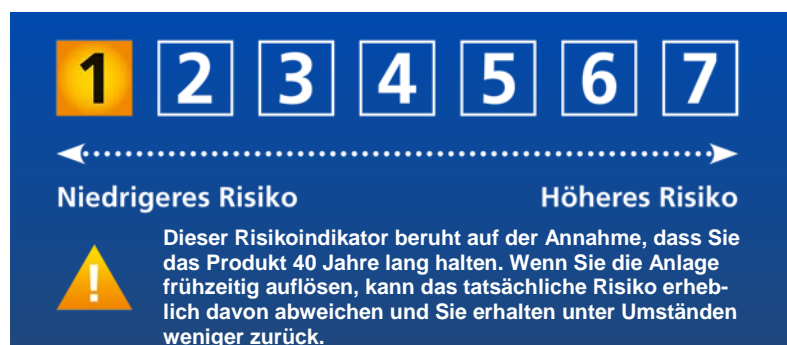 1 2 3 4 5 6 7
Niedrigeres Risiko Höheres Risiko
Dieser Risikoindikator beruht auf der Annahme, dass Sie
das Produkt 40 Jahre lang halten. Wenn Sie die Anlage
frühzeitig auflösen, kann das tatsächliche Risiko erheb-
lich davon abweichen und Sie erhalten unter Umständen
weniger zurück.